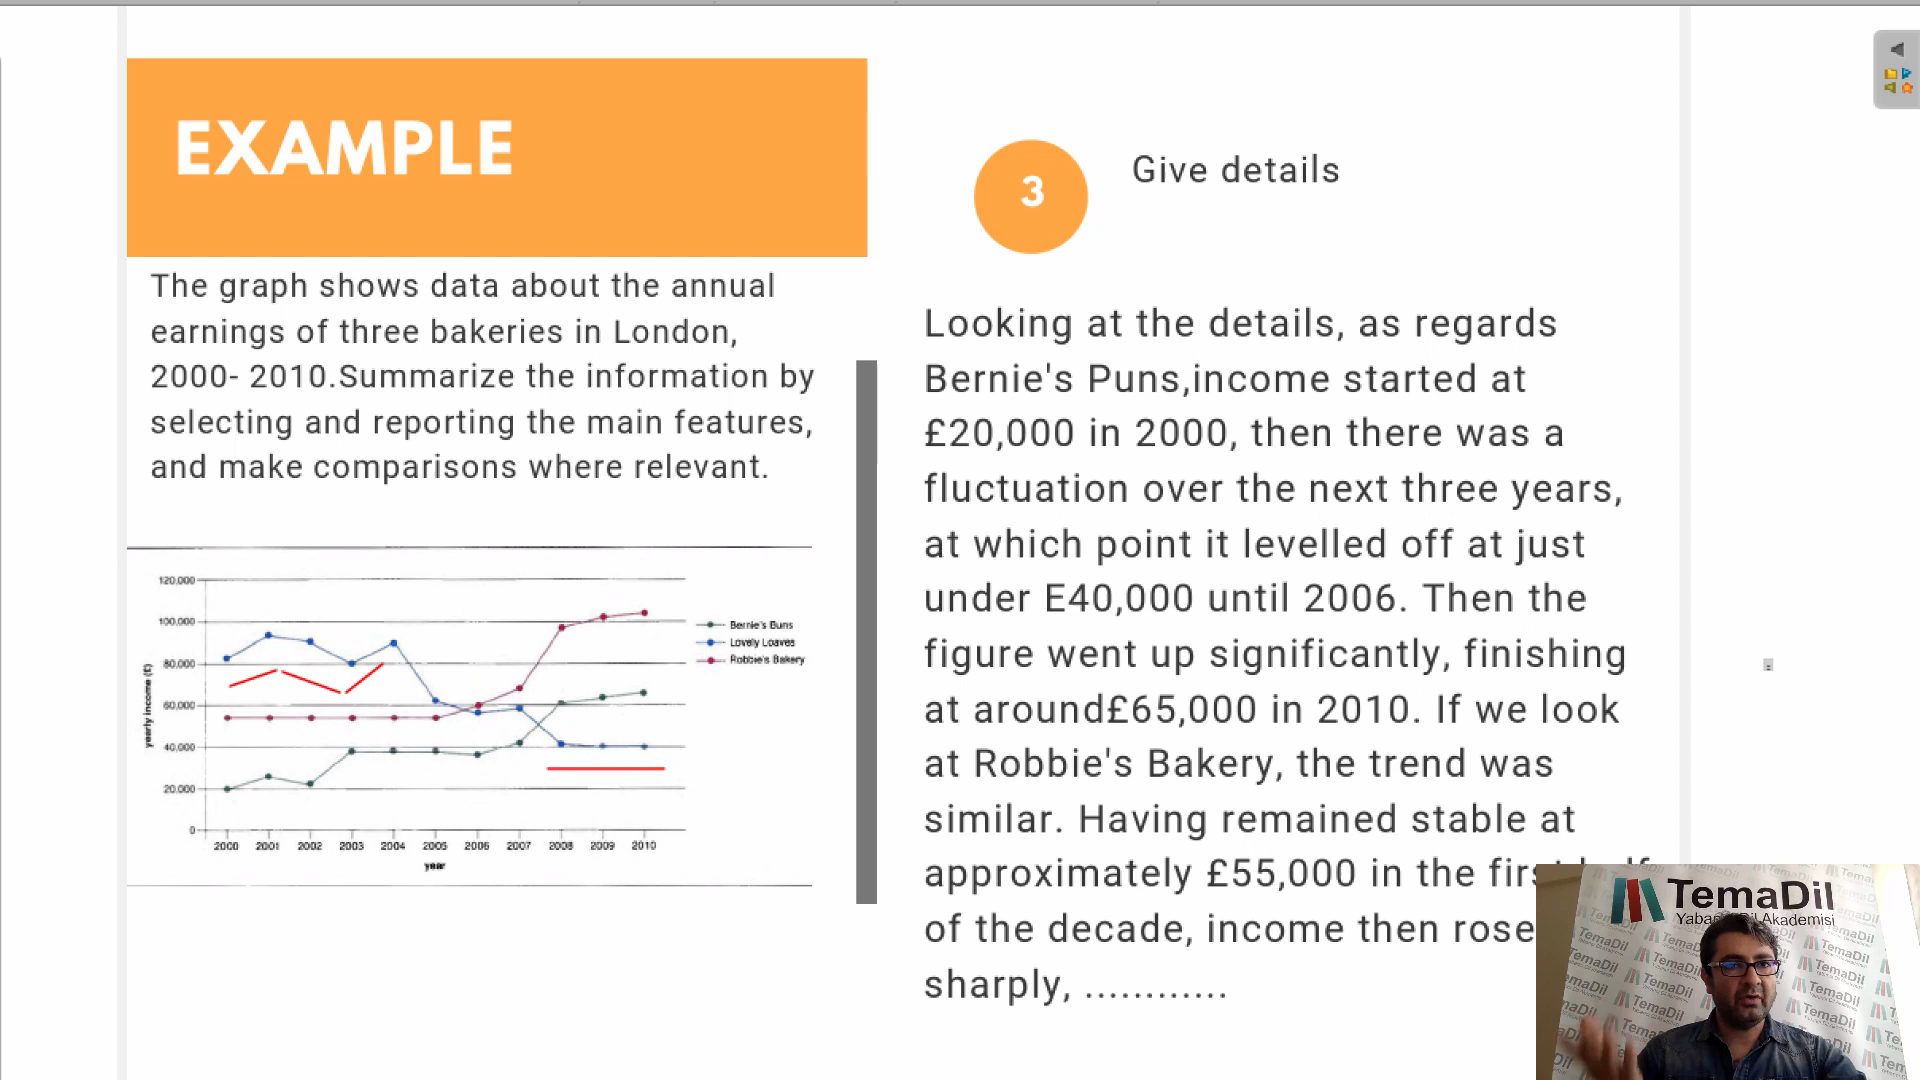 EXAMPLE
The graph shows data about the annual
earnings of three bakeries in London,
2000- 2010.Summarize the information by
selecting and reporting the main features,
and make comparisons where relevant.
120,000
100,000
80,000
60,000
40,000
20,000
0
yearly income (£)
2000 2001 2002 2003 2004 2005 2006 2007 2008 2009 2010
year
Bernie's Buns
Lovely Loaves
Robbie's Bakery
3
Give details
Looking at the details, as regards
Bernie's Puns,income started at
£20,000 in 2000, then there was a
fluctuation over the next three years,
at which point it levelled off at just
under E40,000 until 2006. Then the
figure went up significantly, finishing
at around£65,000 in 2010. If we look
at Robbie's Bakery, the trend was
similar. Having remained stable at
approximately £55,000 in the
of the decade, income then rose
sharply, ............
TemaDil
Yabancı Dil Akademisi